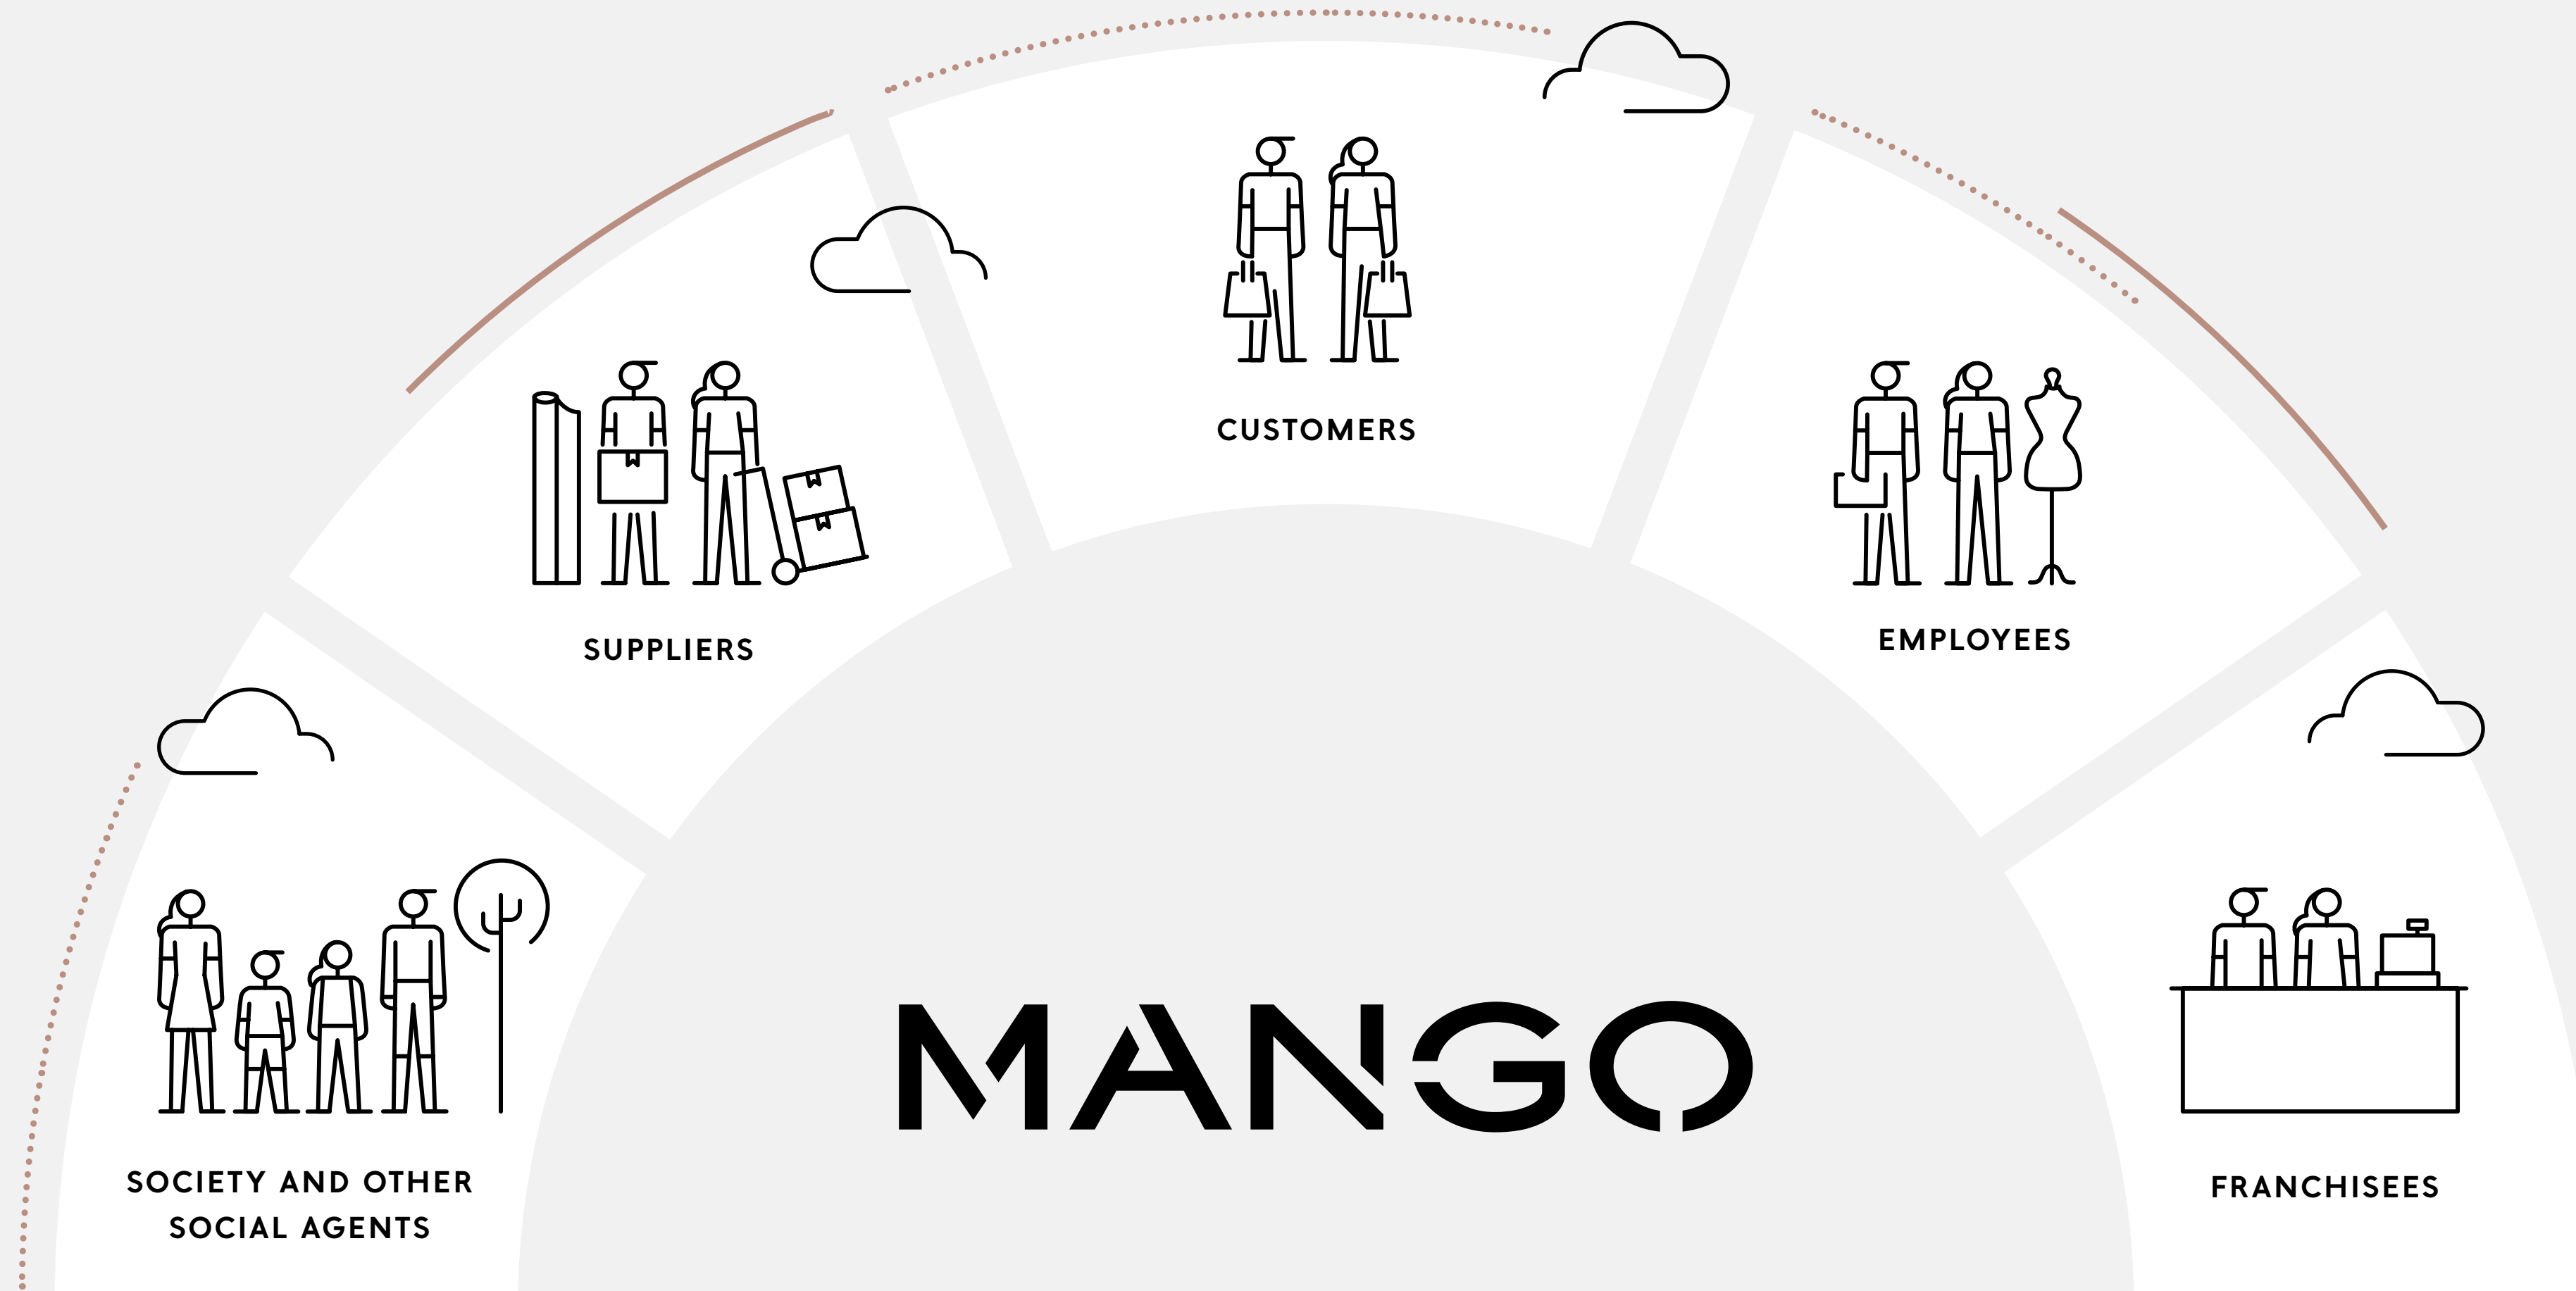 CUSTOMERS
SUPPLIERS
EMPLOYEES
MANGO
SOCIETY AND OTHER
SOCIAL AGENTS
FRANCHISEES